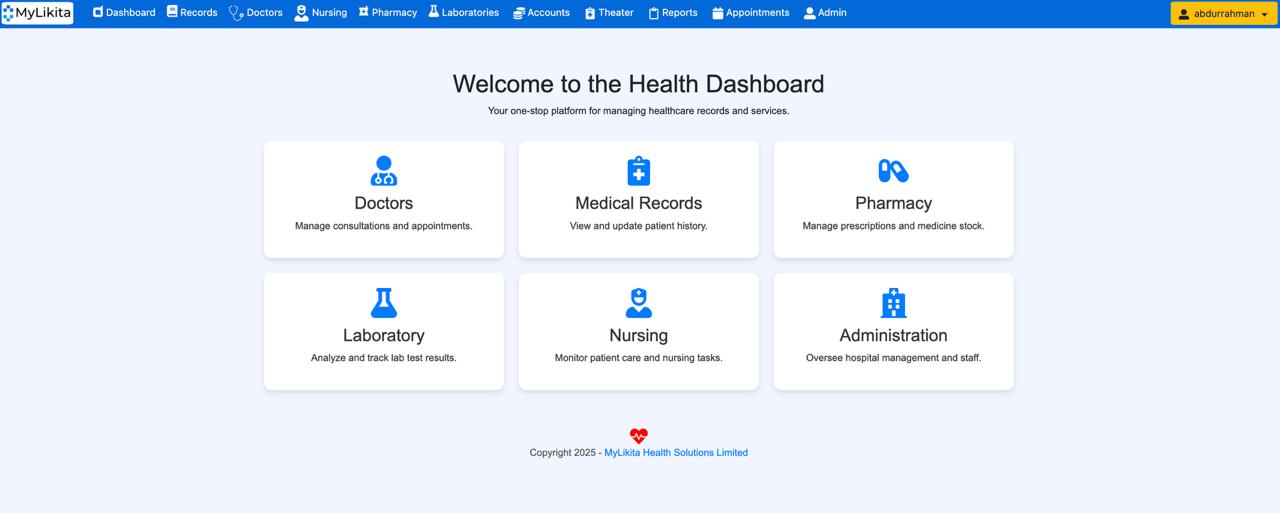 MyLikita Dashboard Records Doctors Nursing Pharmacy Laboratories Accounts Theater Reports Appointments Admin abdurrahman
Welcome to the Health Dashboard
Your one-stop platform for managing healthcare records and services.
Doctors
Manage consultations and appointments.
Medical Records
View and update patient history.
Pharmacy
Manage prescriptions and medicine stock.
Laboratory
Analyze and track lab test results.
Nursing
Monitor patient care and nursing tasks.
Administration
Oversee hospital management and staff.
Copyright 2025 - MyLikita Health Solutions Limited